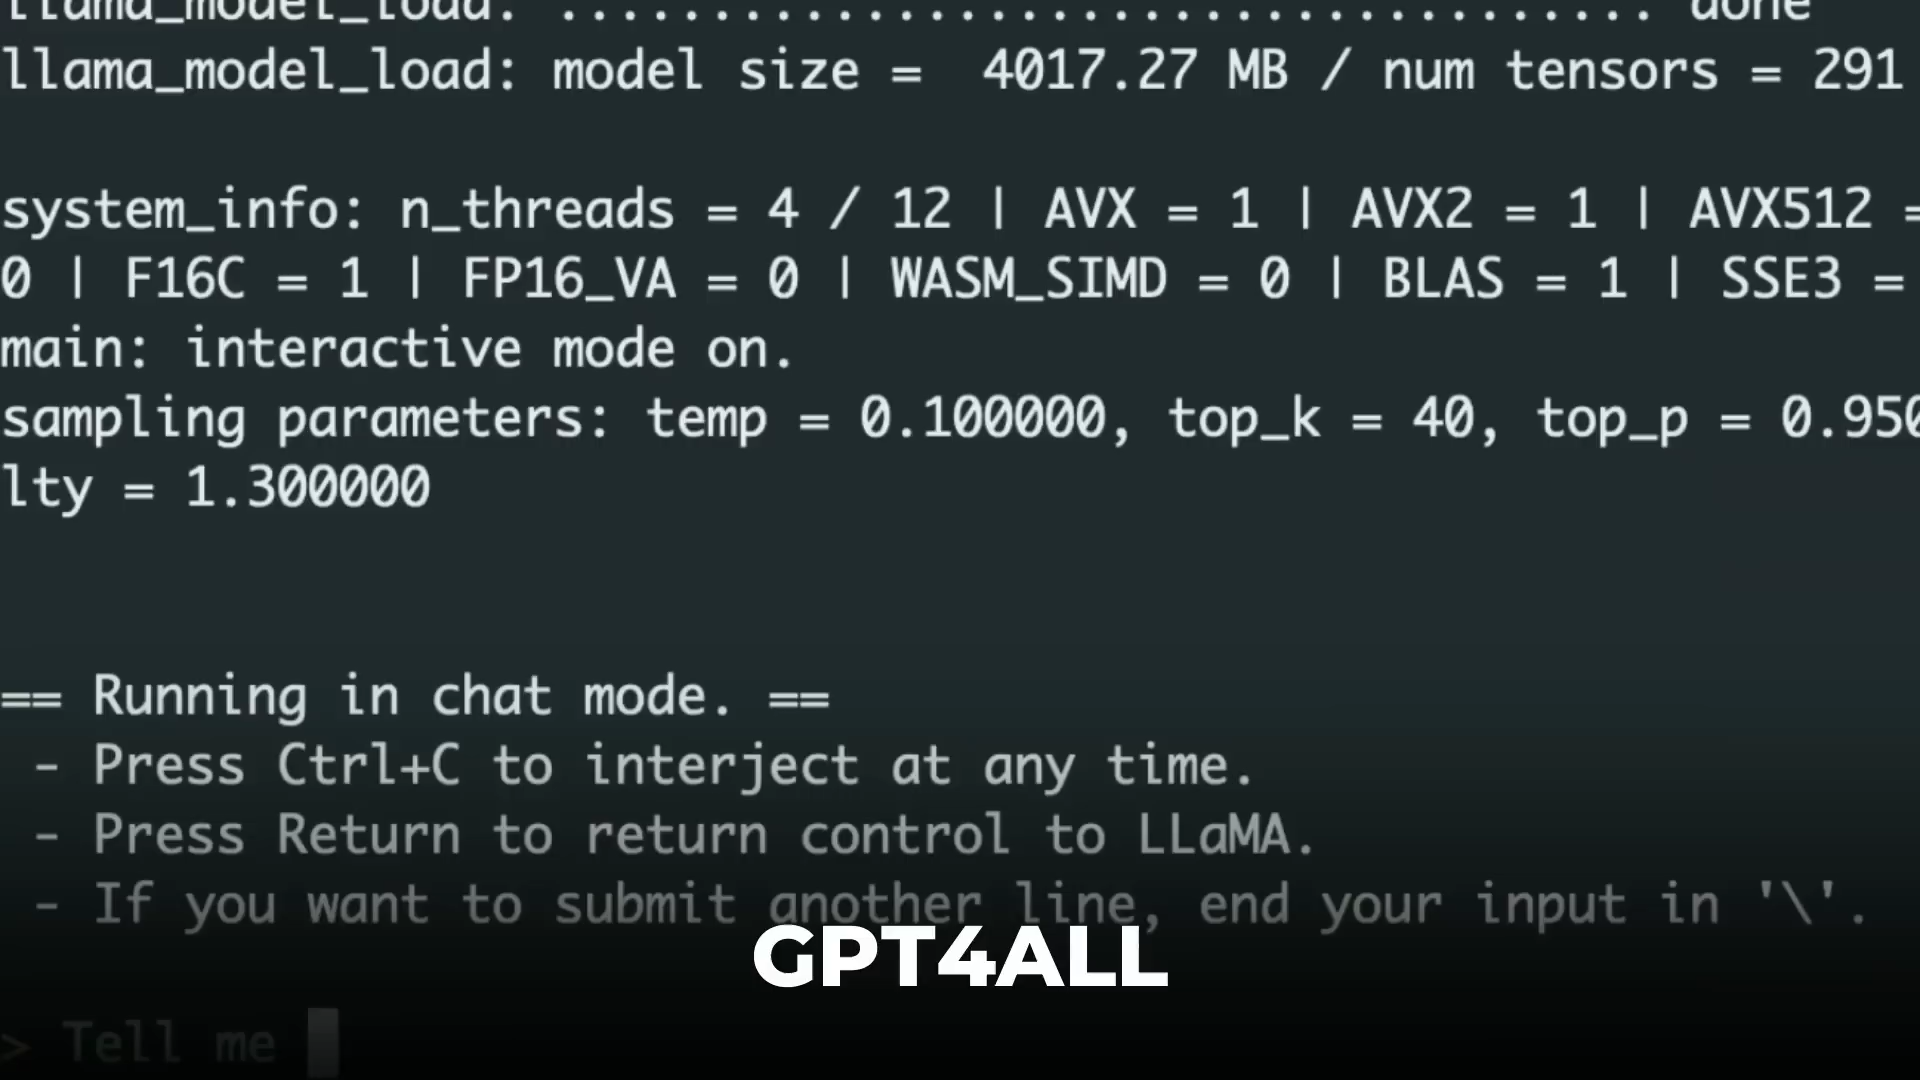 llama_model_load: .................................... done
llama_model_load: model size =  4017.27 MB / num tensors = 291
system_info: n_threads = 4 / 12 | AVX = 1 | AVX2 = 1 | AVX512 =
0 | F16C = 1 | FP16_VA = 0 | WASM_SIMD = 0 | BLAS = 1 | SSE3 =
main: interactive mode on.
sampling parameters: temp = 0.100000, top_k = 40, top_p = 0.950
lty = 1.300000
== Running in chat mode. ==
- Press Ctrl+C to interject at any time.
- Press Return to return control to LLaMA.
- If you want to submit another line, end your input in '\'.
GPT4ALL
> Tell me